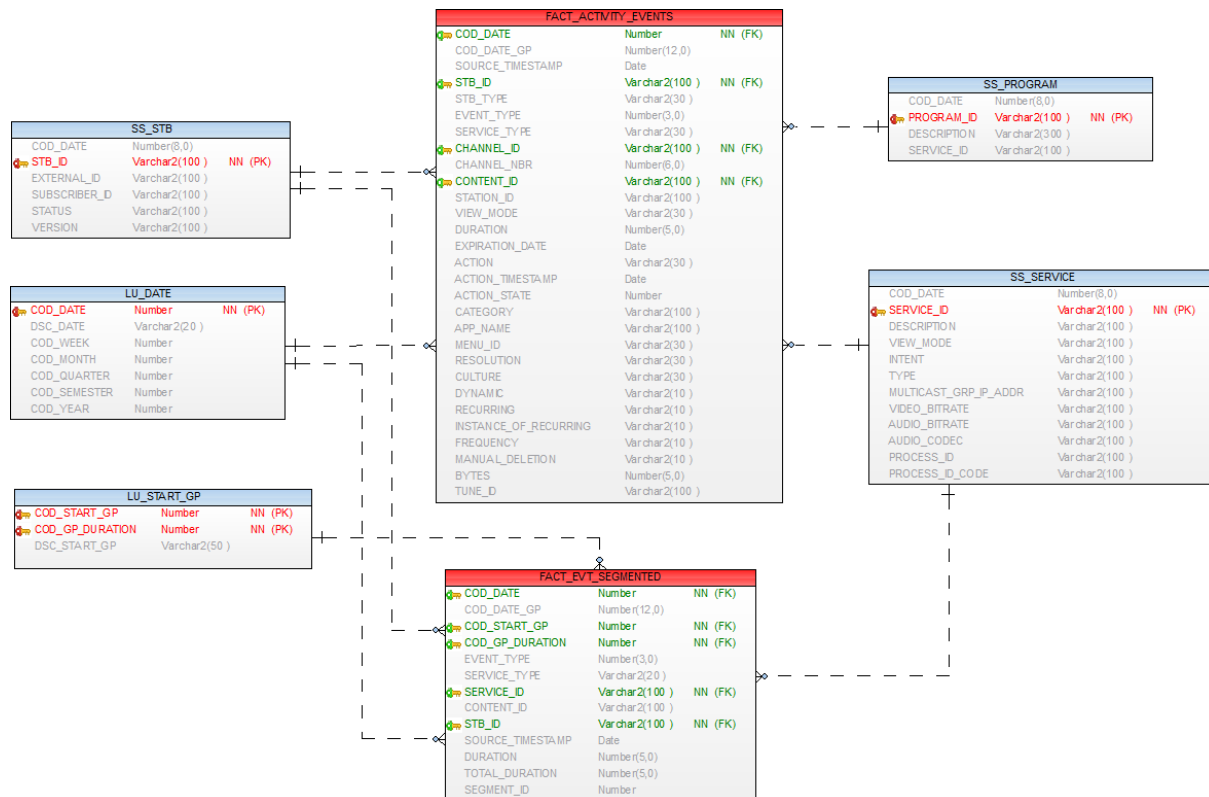 FACT_ACTIVITY_EVENTS
COD_DATE Number NN (FK)
COD_DATE_GP Number(12,0)
SOURCE_TIMESTAMP Date
STB_ID Varchar2(100 ) NN (FK)
STB_TYPE Varchar2(30 )
EVENT_TYPE Number(3,0)
SERVICE_TYPE Varchar2(30 )
CHANNEL_ID Varchar2(100 ) NN (FK)
CHANNEL_NBR Number(6,0)
CONTENT_ID Varchar2(100 ) NN (FK)
STATION_ID Varchar2(100 )
VIEW_MODE Varchar2(30 )
DURATION Number(5,0)
EXPIRATION_DATE Date
ACTION Varchar2(30 )
ACTION_TIMESTAMP Date
ACTION_STATE Number
CATEGORY Varchar2(100 )
APP_NAME Varchar2(100 )
MENU_ID Varchar2(30 )
RESOLUTION Varchar2(30 )
CULTURE Varchar2(30 )
DYNAMIC Varchar2(10 )
RECURRING Varchar2(10 )
INSTANCE_OF_RECURRING Varchar2(10 )
FREQUENCY Varchar2(10 )
MANUAL_DELETION Varchar2(10 )
BYTES Number(5,0)
TUNE_ID Varchar2(100 )
SS_PROGRAM
COD_DATE Number(8,0)
PROGRAM_ID Varchar2(100 ) NN (PK)
DESCRIPTION Varchar2(300 )
SERVICE_ID Varchar2(100 )
SS_STB
COD_DATE Number(8,0)
STB_ID Varchar2(100 ) NN (PK)
EXTERNAL_ID Varchar2(100 )
SUBSCRIBER_ID Varchar2(100 )
STATUS Varchar2(100 )
VERSION Varchar2(100 )
LU_DATE
COD_DATE Number NN (PK)
DSC_DATE Varchar2(20 )
COD_WEEK Number
COD_MONTH Number
COD_QUARTER Number
COD_SEMESTER Number
COD_YEAR Number
SS_SERVICE
COD_DATE Number(8,0)
SERVICE_ID Varchar2(100 ) NN (PK)
DESCRIPTION Varchar2(100 )
VIEW_MODE Varchar2(100 )
INTENT Varchar2(100 )
TYPE Varchar2(100 )
MULTICAST_GRP_IP_ADDR Varchar2(100 )
VIDEO_BITRATE Varchar2(100 )
AUDIO_BITRATE Varchar2(100 )
AUDIO_CODEC Varchar2(100 )
PROCESS_ID Varchar2(100 )
PROCESS_ID_CODE Varchar2(100 )
LU_START_GP
COD_START_GP Number NN (PK)
COD_GP_DURATION Number NN (PK)
DSC_START_GP Varchar2(50 )
FACT_EVT_SEGMENTED
COD_DATE Number NN (FK)
COD_DATE_GP Number(12,0)
COD_START_GP Number NN (FK)
COD_GP_DURATION Number NN (FK)
EVENT_TYPE Number(3,0)
SERVICE_TYPE Varchar2(20 )
SERVICE_ID Varchar2(100 ) NN (FK)
CONTENT_ID Varchar2(100 )
STB_ID Varchar2(100 ) NN (FK)
SOURCE_TIMESTAMP Date
DURATION Number(5,0)
TOTAL_DURATION Number(5,0)
SEGMENT_ID Number